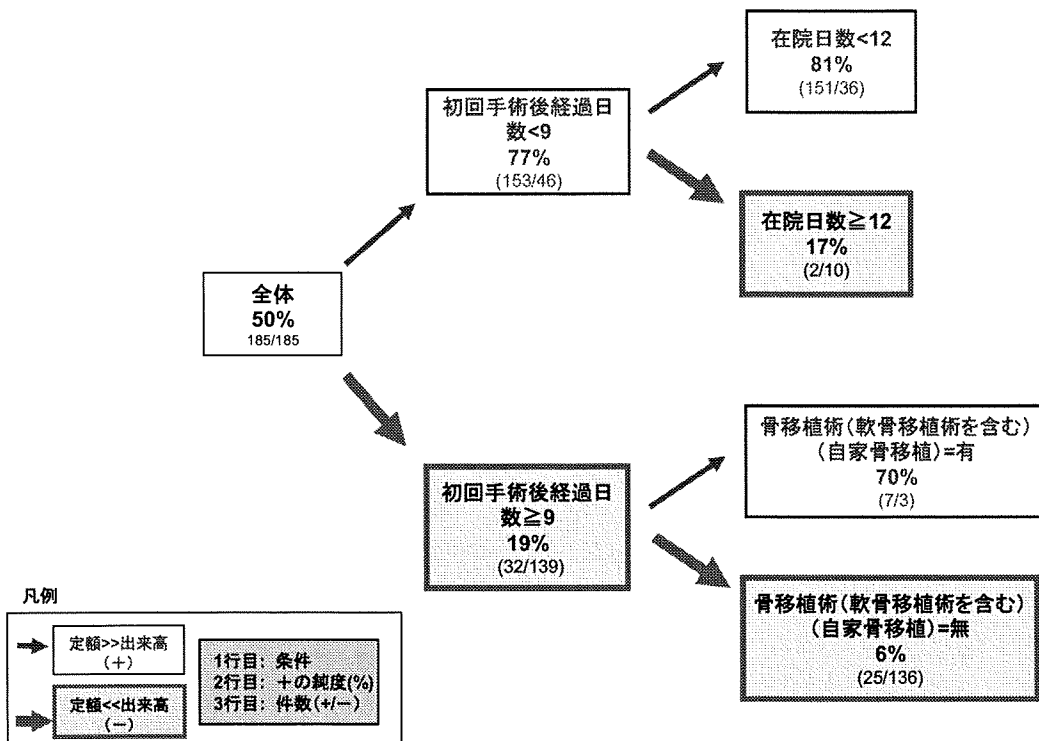 在院日数<12
81%
(151/36)
初回手術後経過日
数<9
77%
(153/46)
在院日数≧12
17%
(2/10)
全体
50%
185/185
骨移植術(軟骨移植術を含む)
(自家骨移植)=有
70%
(7/3)
初回手術後経過日
数≧9
19%
(32/139)
骨移植術(軟骨移植術を含む)
(自家骨移植)=無
6%
(25/136)
凡例
定額>>出来高
(+)
定額<<出来高
(−)
1行目: 条件
2行目: +の純度(%)
3行目: 件数(+/−)